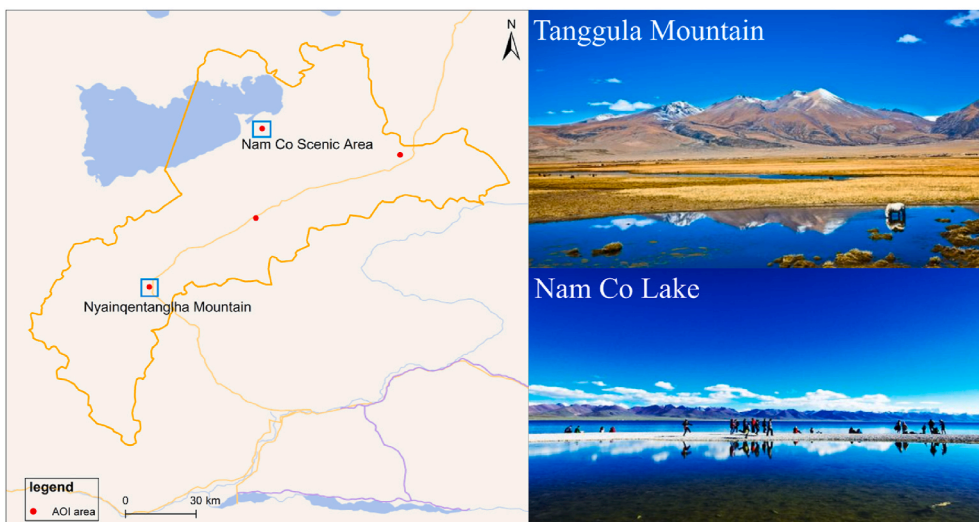 N
Nam Co Scenic Area
Nyainqentanglha Mountain
legend
AOI area
0 30 km
Tanggula Mountain
Nam Co Lake